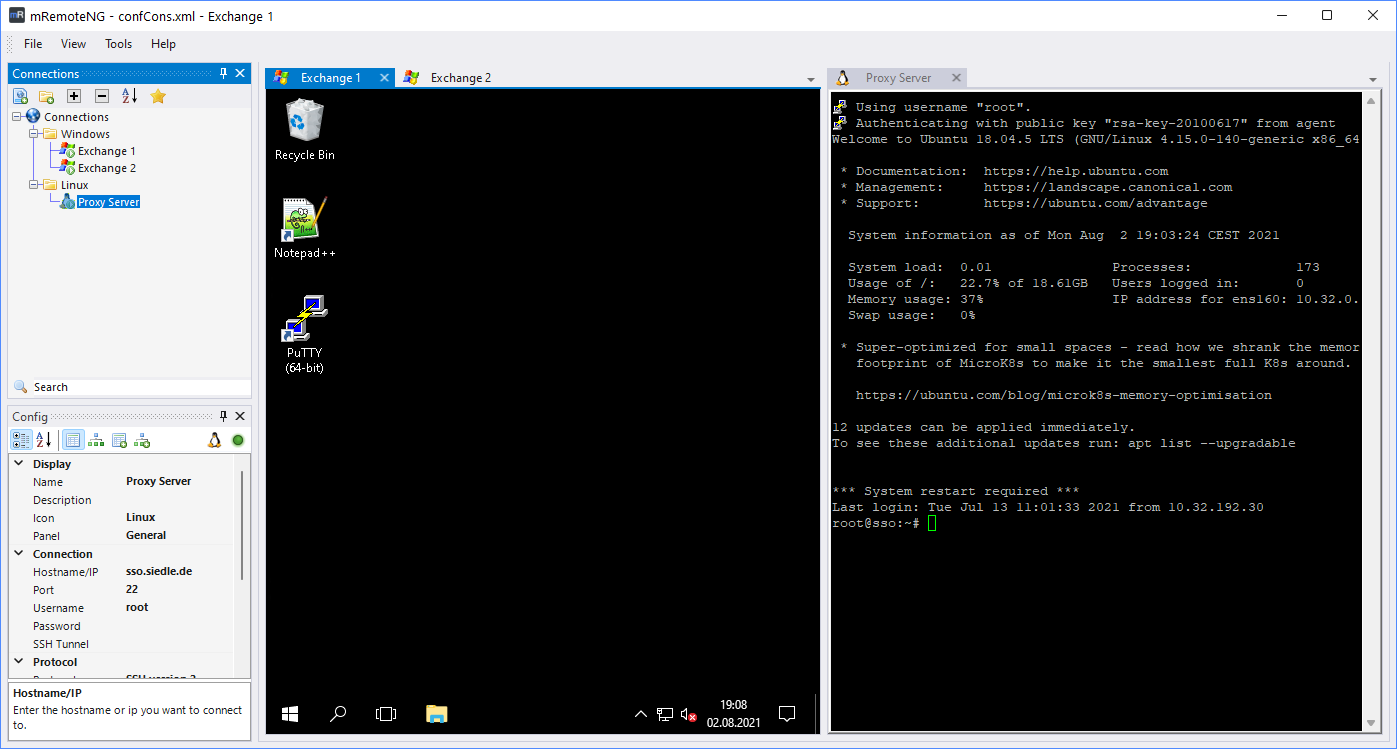 mRemoteNG - confCons.xml - Exchange 1
File View Tools Help
Connections
Connections
Windows
Exchange 1
Exchange 2
Linux
Proxy Server
Search
Config
Display
Name Proxy Server
Description
Icon Linux
Panel General
Connection
Hostname/IP sso.siedle.de
Port 22
Username root
Password
SSH Tunnel
Protocol
Hostname/IP
Enter the hostname or ip you want to connect
to.
Exchange 1 Exchange 2
Recycle Bin
Notepad++
PuTTY
(64-bit)
19:08
02.08.2021
Proxy Server
Using username "root".
Authenticating with public key "rsa-key-20100617" from agent
Welcome to Ubuntu 18.04.5 LTS (GNU/Linux 4.15.0-140-generic x86_64
* Documentation: https://help.ubuntu.com
* Management: https://landscape.canonical.com
* Support: https://ubuntu.com/advantage
System information as of Mon Aug 2 19:03:24 CEST 2021
System load: 0.01 Processes: 173
Usage of /: 22.7% of 18.61GB Users logged in: 0
Memory usage: 37% IP address for ens160: 10.32.0.
Swap usage: 0%
* Super-optimized for small spaces - read how we shrank the memor
footprint of MicroK8s to make it the smallest full K8s around.
https://ubuntu.com/blog/microk8s-memory-optimisation
12 updates can be applied immediately.
To see these additional updates run: apt list --upgradable
*** System restart required ***
Last login: Tue Jul 13 11:01:33 2021 from 10.32.192.30
root@sso:~#